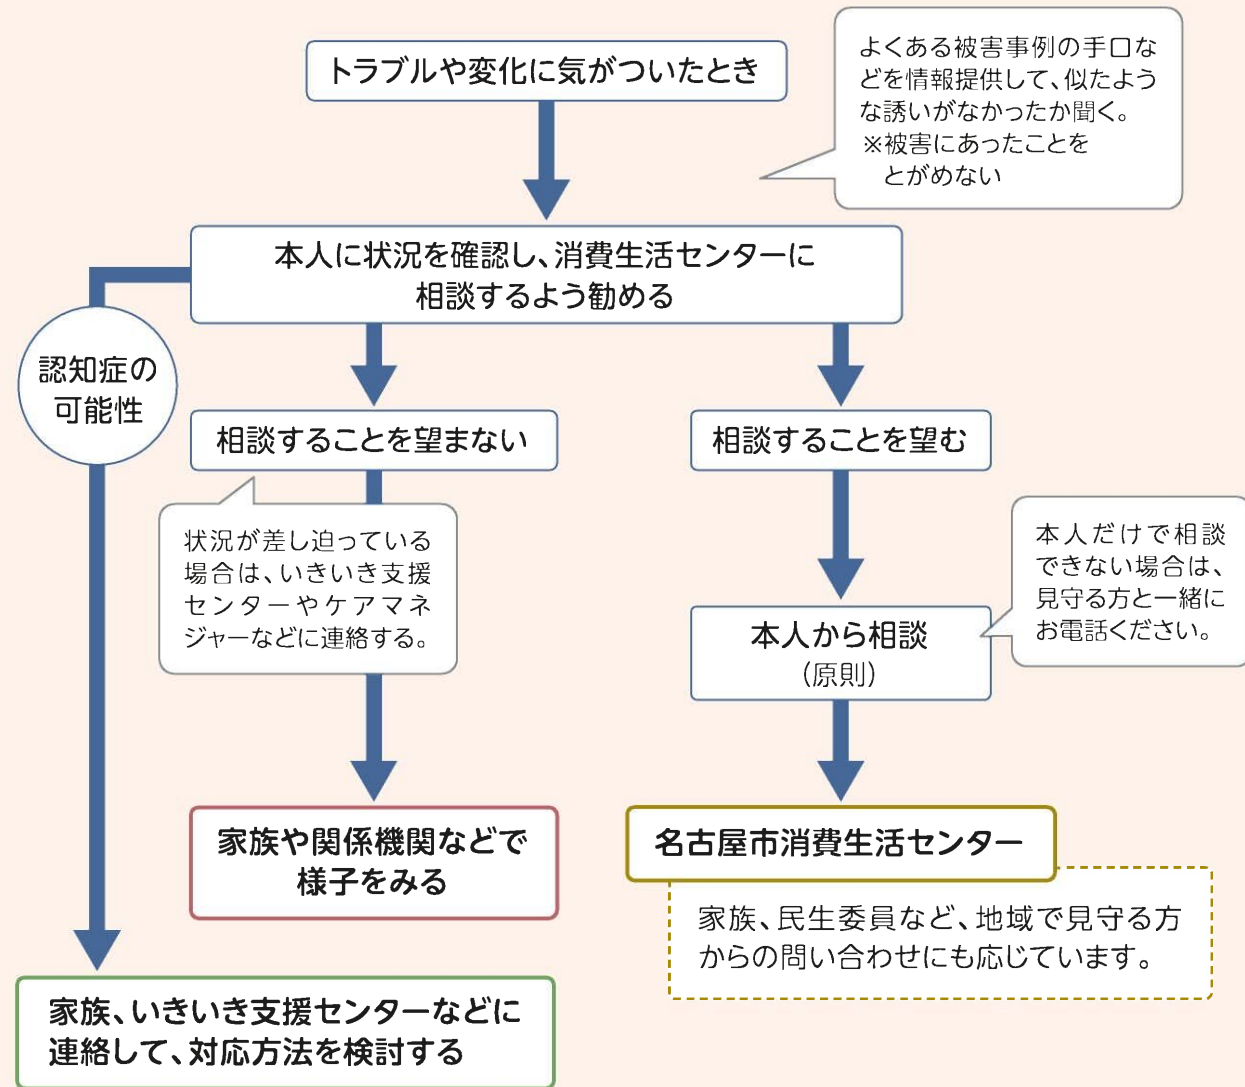 トラブルや変化に気がついたとき
よくある被害事例の手口な
どを情報提供して、似たよう
な誘いがなかったか聞く。
※被害にあったことを
とがめない
本人に状況を確認し、消費生活センターに
相談するよう勧める
認知症の
可能性
相談することを望まない
相談することを望む
状況が差し迫っている
場合は、いきいき支援
センターやケアマネ
ジャーなどに連絡する。
本人だけで相談
できない場合は、
見守る方と一緒に
お電話ください。
本人から相談
(原則)
家族や関係機関などで
様子をみる
名古屋市消費生活センター
家族、民生委員など、地域で見守る方
からの問い合わせにも応じています。
家族、いきいき支援センターなどに
連絡して、対応方法を検討する